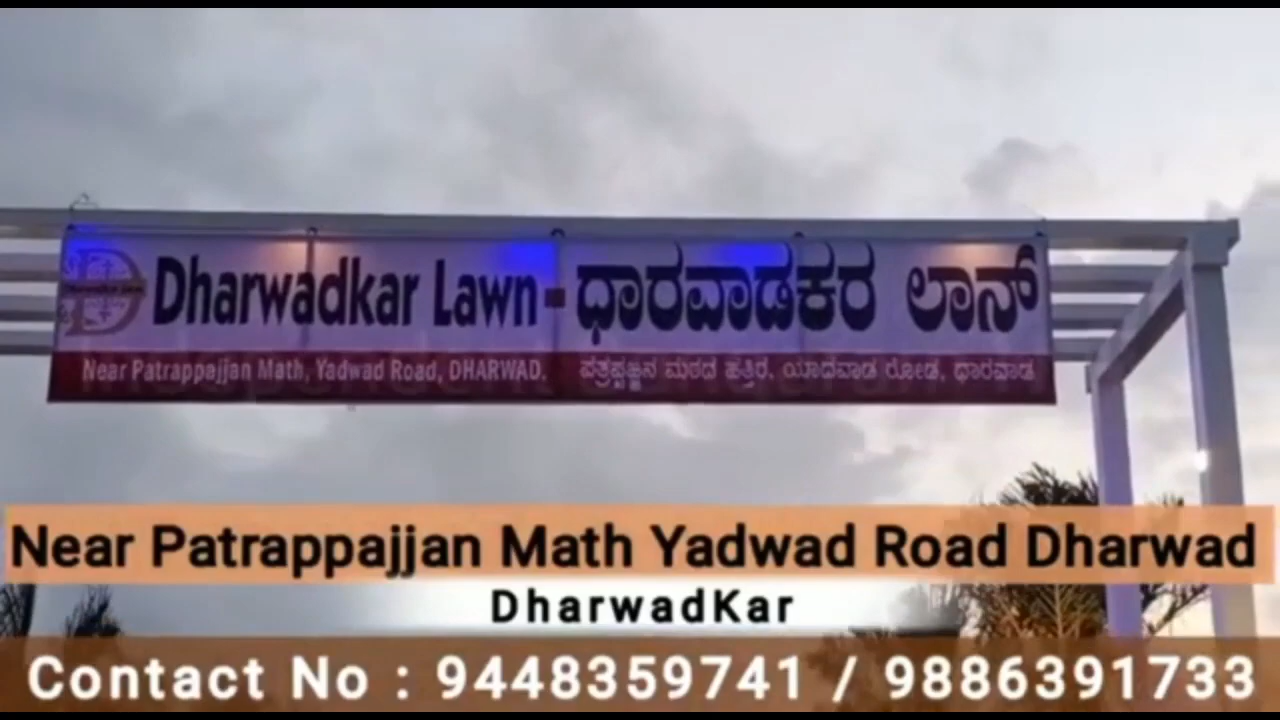 Dharwadkar Lawn - ಧಾರವಾಡಕರ ಲಾನ್
Near Patrappajjan Math, Yadwad Road, DHARWAD. ಪತ್ರಪ್ಪಜ್ಜನ ಮಠದ ಹತ್ತಿರ, ಯಾದವಾಡ ರೋಡ, ಧಾರವಾಡ
Near Patrappajjan Math Yadwad Road Dharwad
DharwadKar
Contact No : 9448359741 / 9886391733